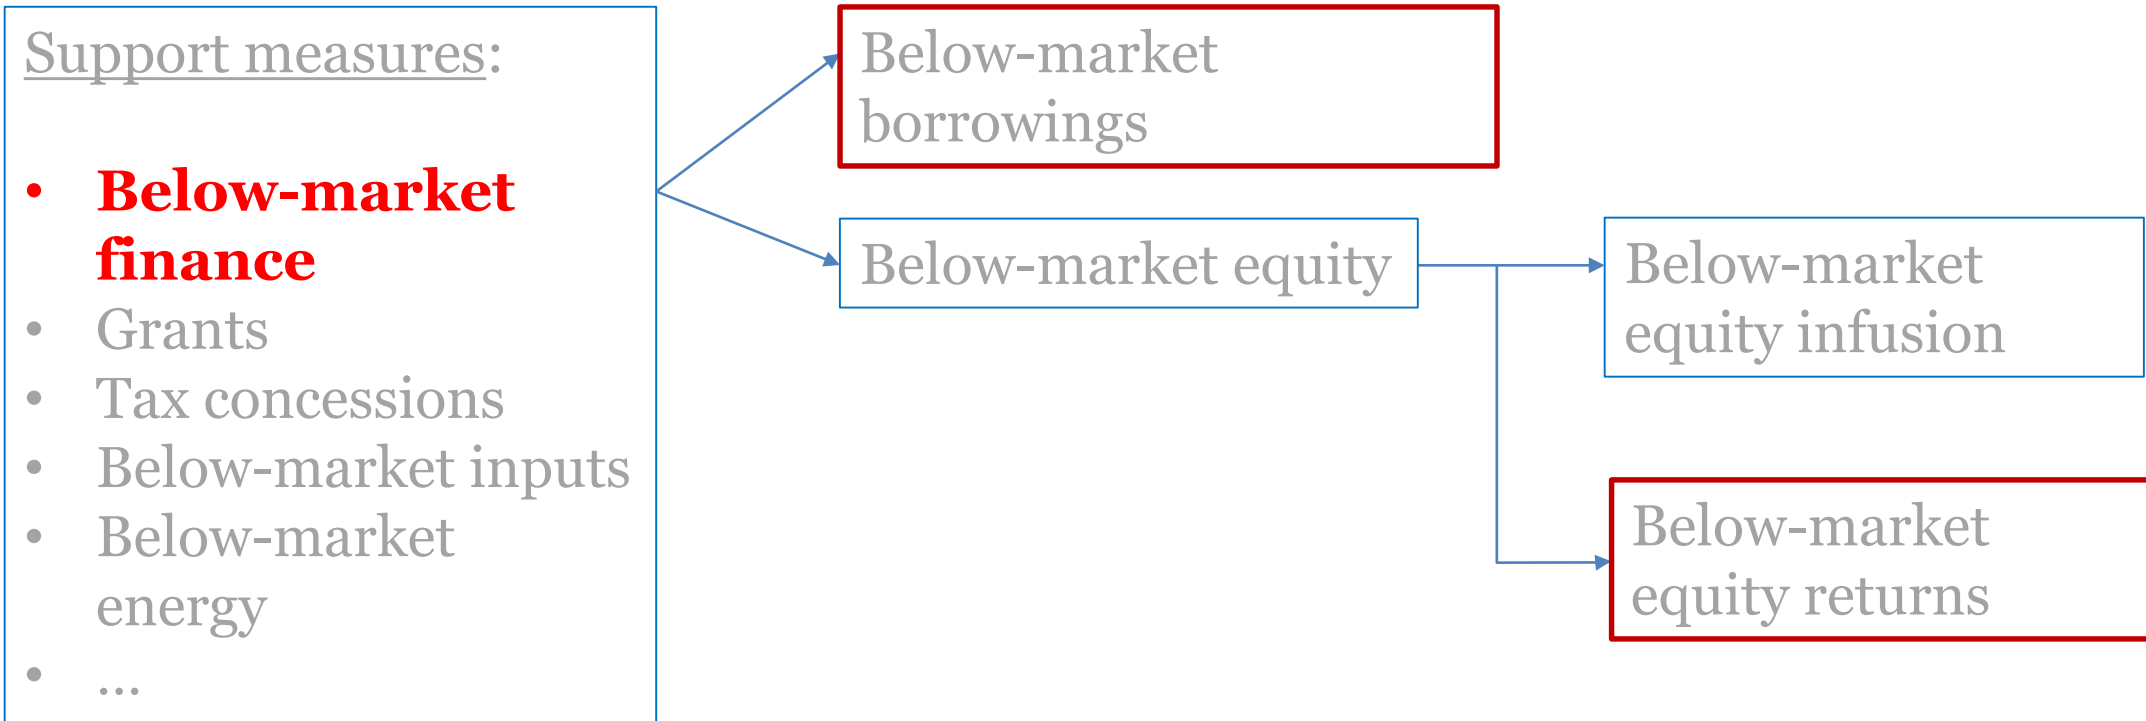 Support measures:
• Below-market
finance
• Grants
• Tax concessions
• Below-market inputs
• Below-market
energy
• ...
Below-market
borrowings
Below-market equity
Below-market
equity infusion
Below-market
equity returns